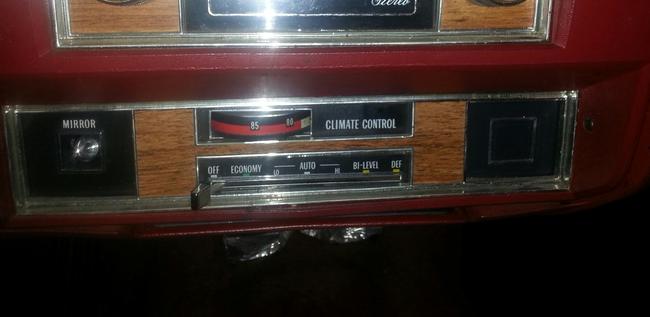 Stereo
MIRROR
85 80
CLIMATE CONTROL
OFF ECONOMY LO AUTO HI BI-LEVEL DEF